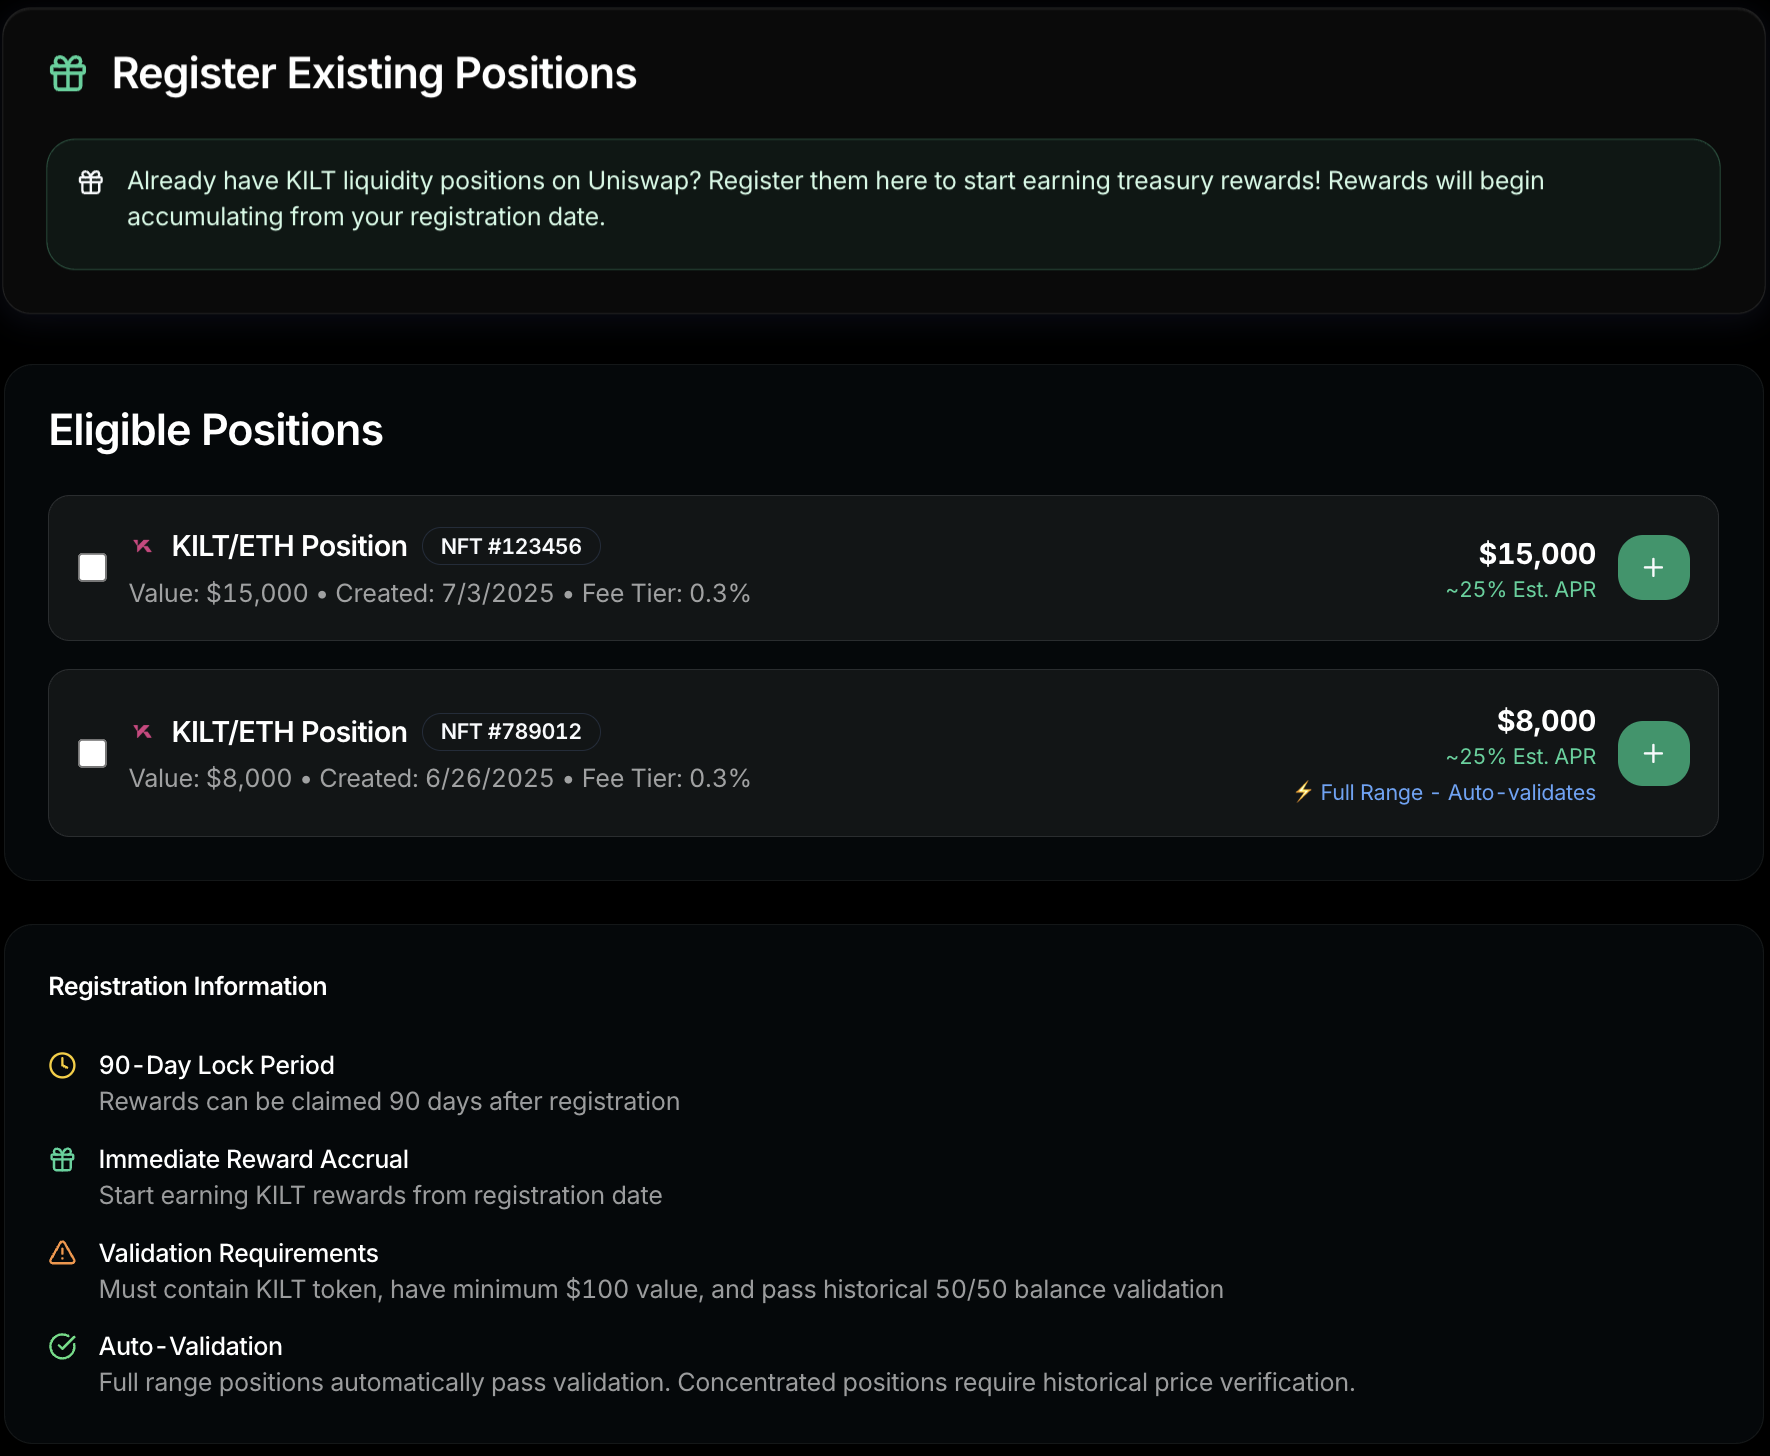 Register Existing Positions
Already have KILT liquidity positions on Uniswap? Register them here to start earning treasury rewards! Rewards will begin
accumulating from your registration date.
Eligible Positions
KILT/ETH Position NFT #123456
Value: $15,000 • Created: 7/3/2025 • Fee Tier: 0.3%
$15,000
~25% Est. APR
+
KILT/ETH Position NFT #789012
Value: $8,000 • Created: 6/26/2025 • Fee Tier: 0.3%
$8,000
~25% Est. APR
⚡ Full Range - Auto-validates
+
Registration Information
90-Day Lock Period
Rewards can be claimed 90 days after registration
Immediate Reward Accrual
Start earning KILT rewards from registration date
Validation Requirements
Must contain KILT token, have minimum $100 value, and pass historical 50/50 balance validation
Auto-Validation
Full range positions automatically pass validation. Concentrated positions require historical price verification.